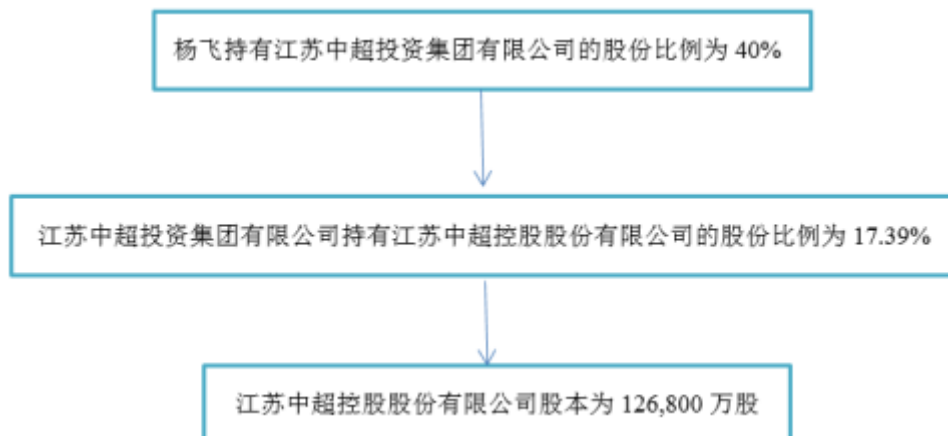 杨飞持有江苏中超投资集团有限公司的股份比例为 40%
江苏中超投资集团有限公司持有江苏中超控股股份有限公司的股份比例为 17.39%
江苏中超控股股份有限公司股本为 126,800 万股